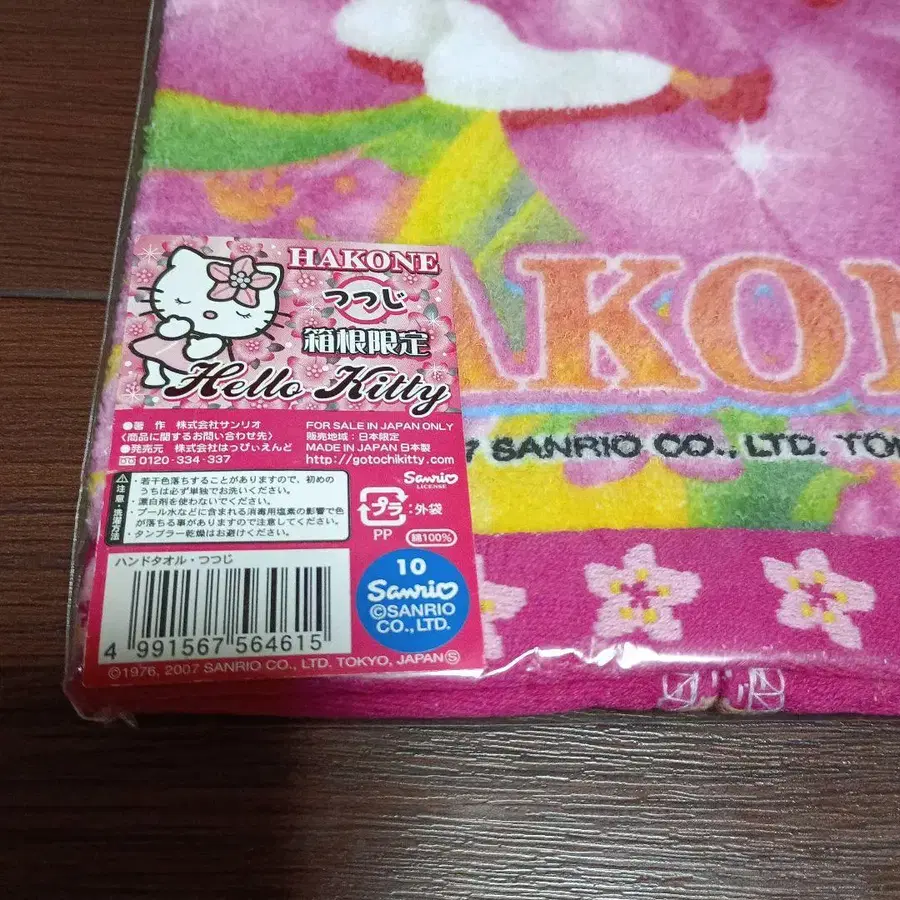 HAKONE
つつじ
箱根限定
Hello Kitty
●著 作 株式会社サンリオ
〈商品に関するお問い合わせ先〉
●発売元 株式会社はっぴぃえんど
0120-334-337
FOR SALE IN JAPAN ONLY
販売地域：日本限定
MADE IN JAPAN 日本製
http://gotochikitty.com
Sanrio
LICENSE
⚠注意・洗濯方法
・若干色落ちすることがありますので、初めの
うちは必ず単独でお洗いください。
・漂白剤を使わないでください。
・プール水などに含まれる消毒用塩素の影響で色
が落ちる事がありますので注意してください。
・タンブラー乾燥はお避けください。
プラ：外袋
PP
綿100%
ハンドタオル・つつじ
4 991567 564615
10
Sanrio
©SANRIO
CO.,LTD.
©1976, 2007 SANRIO CO., LTD. TOKYO, JAPAN Ⓢ
AKON
7 SANRIO CO., LTD. TO